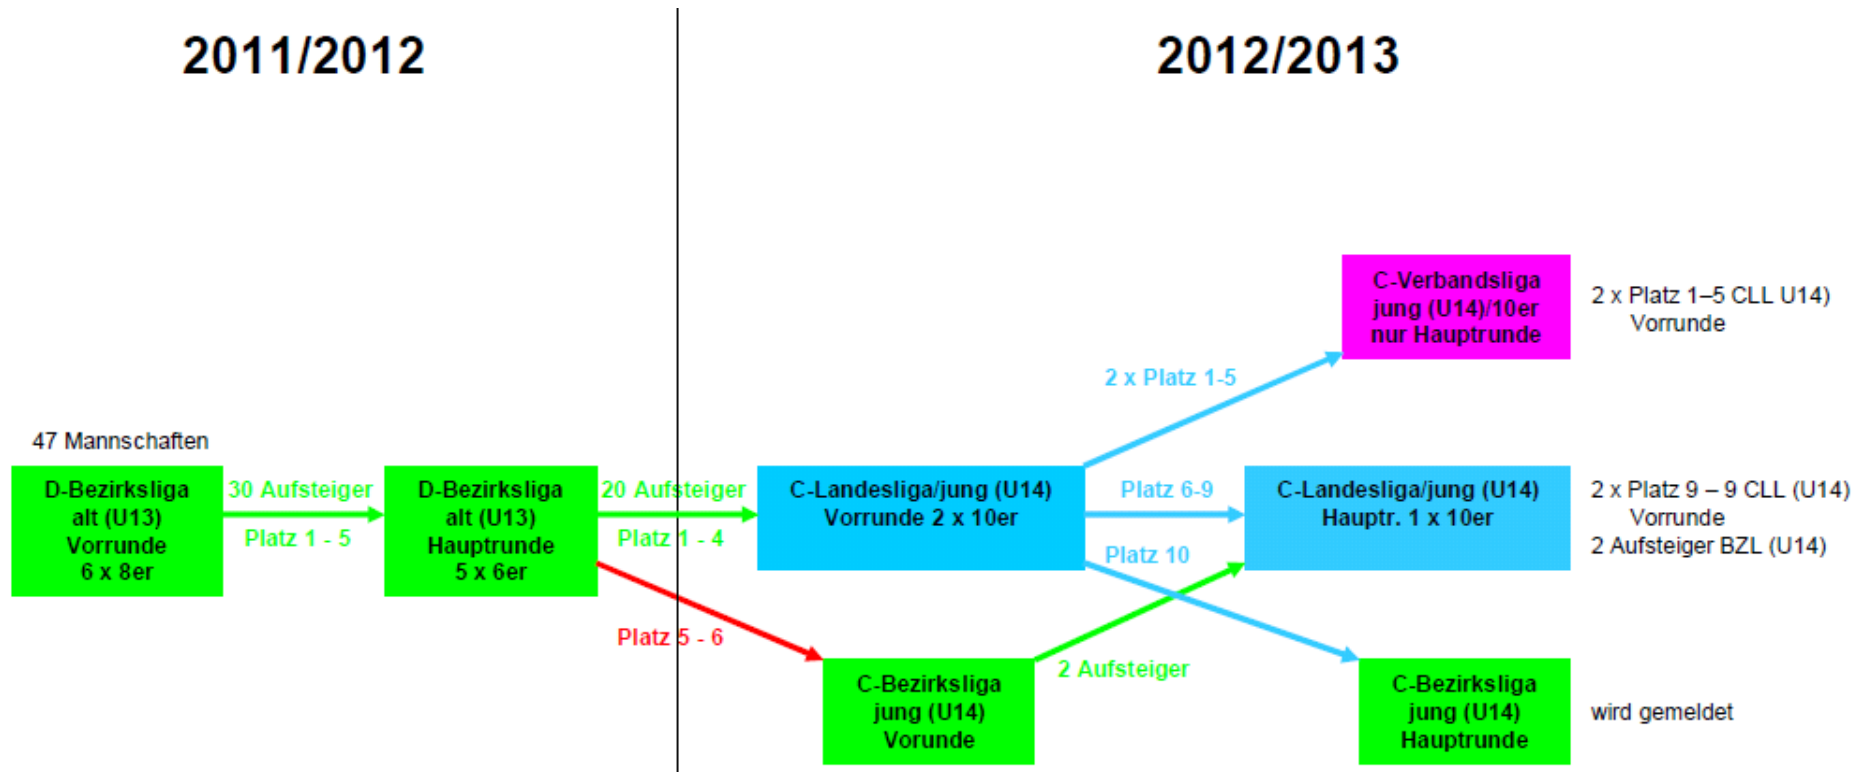 2011/2012
2012/2013
C-Verbandsliga
jung (U14)/10er
nur Hauptrunde
2 x Platz 1–5 CLL U14)
Vorrunde
2 x Platz 1-5
47 Mannschaften
D-Bezirksliga
alt (U13)
Vorrunde
6 x 8er
30 Aufsteiger
Platz 1 - 5
D-Bezirksliga
alt (U13)
Hauptrunde
5 x 6er
20 Aufsteiger
Platz 1 - 4
C-Landesliga/jung (U14)
Vorrunde 2 x 10er
Platz 6-9
Platz 10
C-Landesliga/jung (U14)
Hauptr. 1 x 10er
2 x Platz 9 – 9 CLL (U14)
Vorrunde
2 Aufsteiger BZL (U14)
Platz 5 - 6
C-Bezirksliga
jung (U14)
Vorunde
2 Aufsteiger
C-Bezirksliga
jung (U14)
Hauptrunde
wird gemeldet